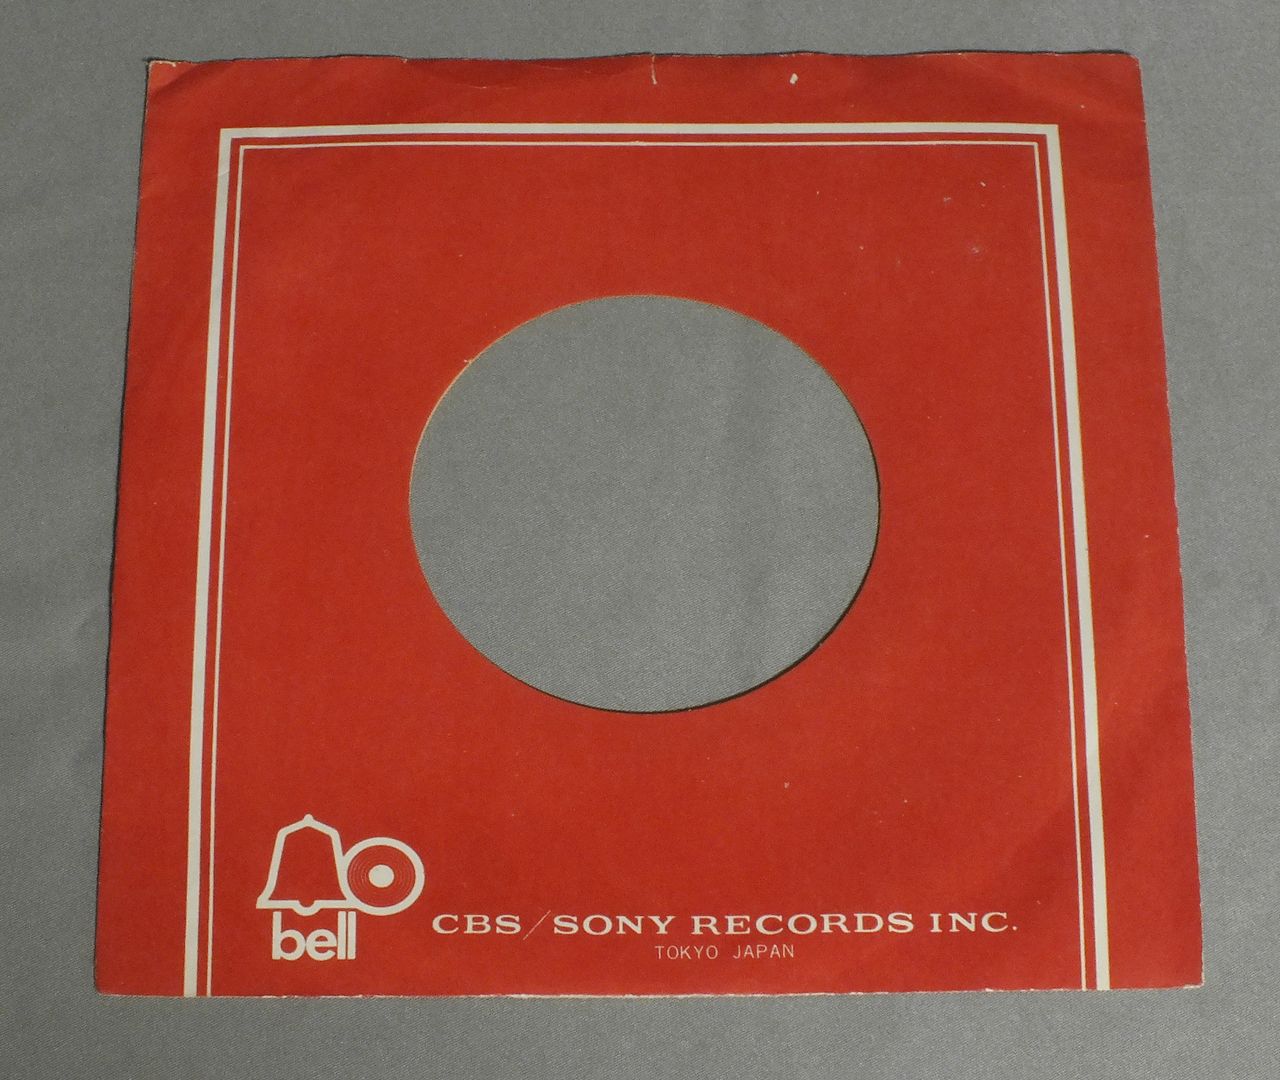 bell
CBS/SONY RECORDS INC.
TOKYO JAPAN